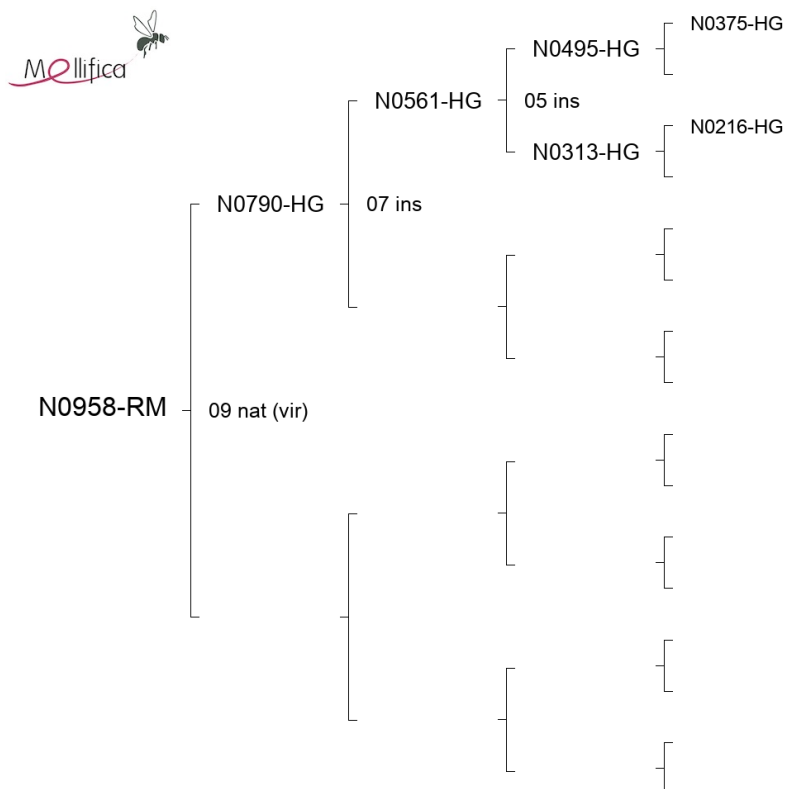 Mellifica
N0375-HG
N0495-HG
N0561-HG
05 ins
N0216-HG
N0313-HG
N0790-HG
07 ins
N0958-RM
09 nat (vir)